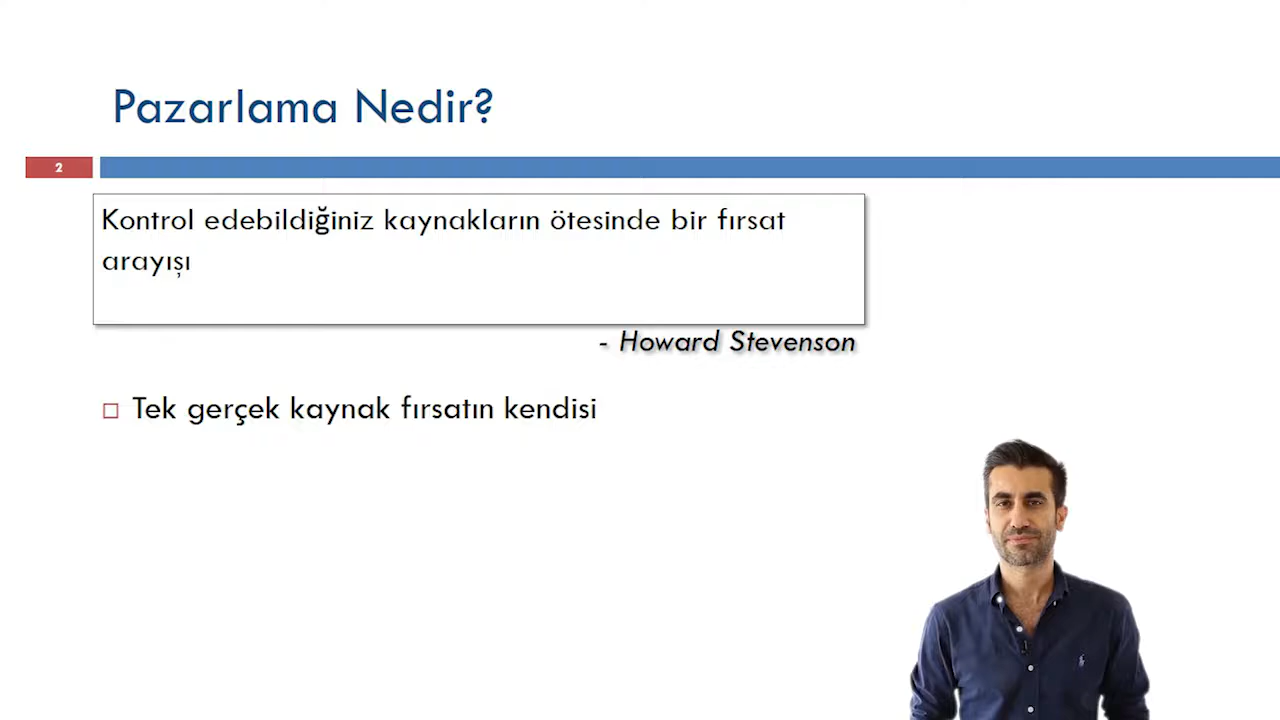 Pazarlama Nedir?
2
Kontrol edebildiğiniz kaynakların ötesinde bir fırsat
arayışı
- Howard Stevenson
Tek gerçek kaynak fırsatın kendisi